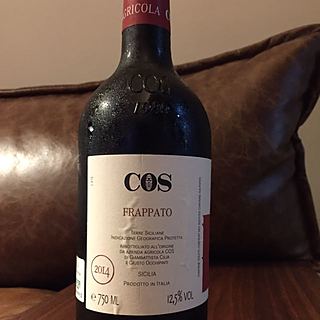 AGRICOLA C
COS
COS
FRAPPATO
TERRE SICILIANE
INDICAZIONE GEOGRAFICA PROTETTA
IMBOTTIGLIATO ALL'ORIGINE
DA AZIENDA AGRICOLA COS
DI GIAMBATTISTA CILIA
E GIUSTO OCCHIPINTI
2014
SICILIA
PRODOTTO IN ITALIA
e 750 ML
12,5% VOL